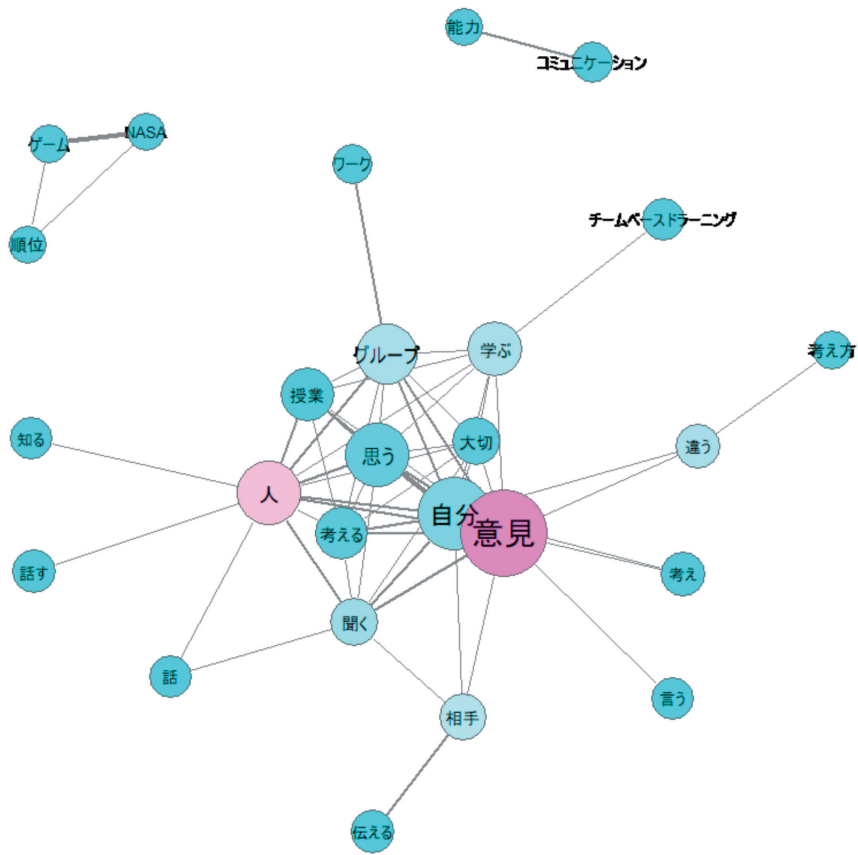 能力
コミュニケーション
NASA
ゲーム
ワーク
チームベースドラーニング
順位
グループ
学ぶ
考え方
授業
知る
大切
違う
思う
人
自分
意見
考える
話す
考え
聞く
話
言う
相手
伝える